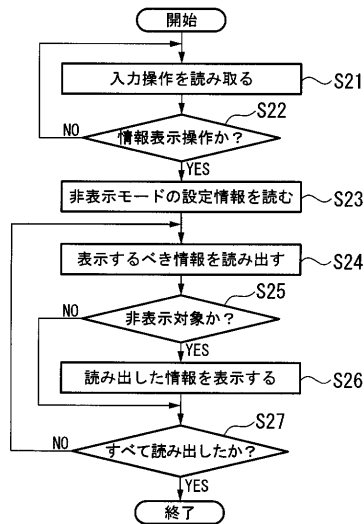 開始
入力操作を読み取る
S21
S22
情報表示操作か？
NO
YES
非表示モードの設定情報を読む
S23
表示するべき情報を読み出す
S24
S25
非表示対象か？
NO
YES
読み出した情報を表示する
S26
S27
すべて読み出したか？
NO
YES
終了